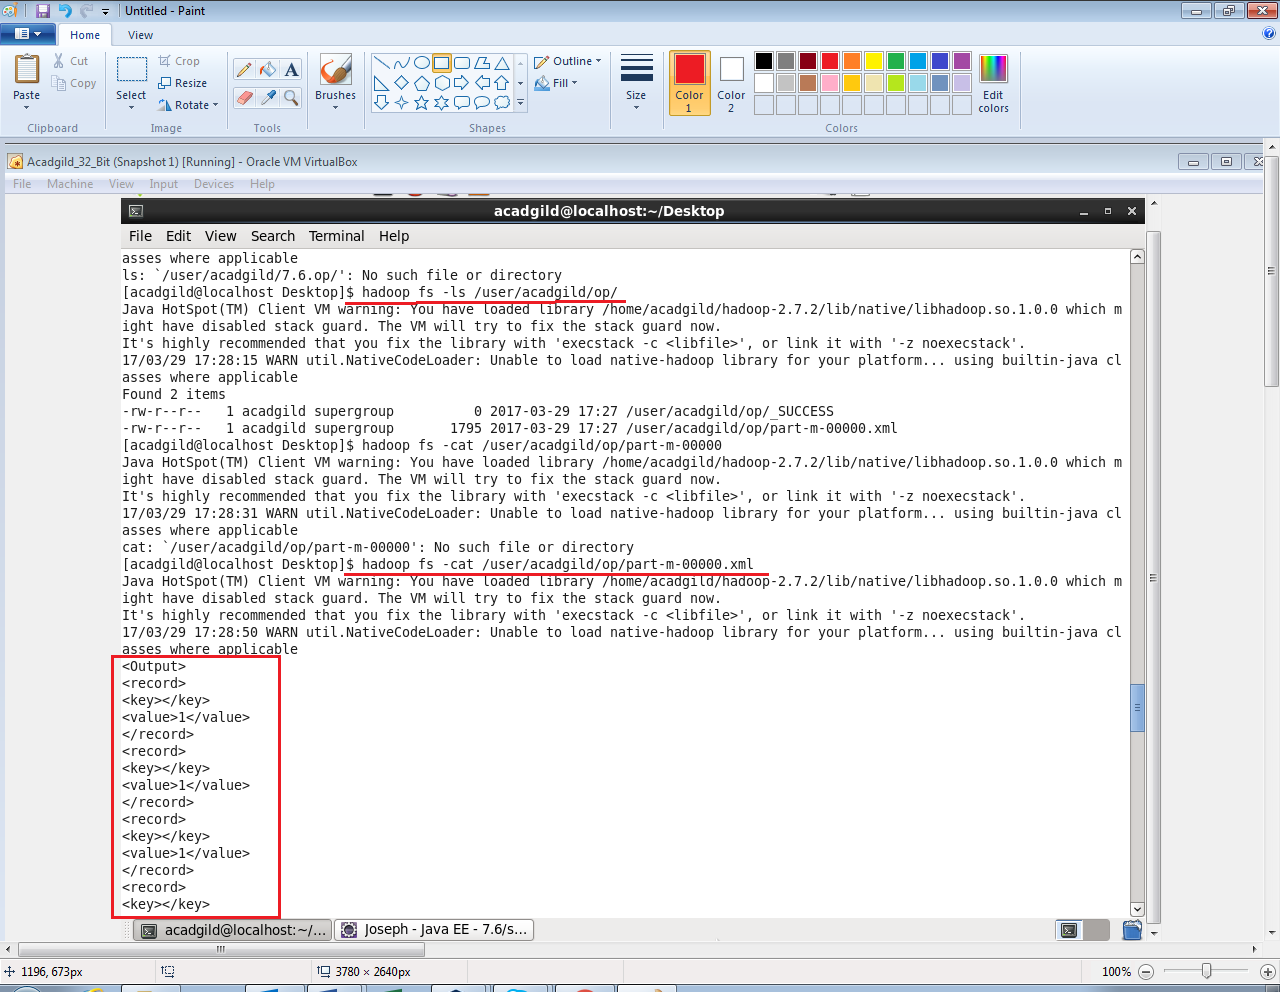 Untitled - Paint
Home
View
Paste
Cut
Copy
Clipboard
Select
Crop
Resize
Rotate
Image
Tools
Brushes
Outline
Fill
Shapes
Size
Color 1
Color 2
Edit colors
Colors
Acadgild_32_Bit (Snapshot 1) [Running] - Oracle VM VirtualBox
File Machine View Input Devices Help
acadgild@localhost:~/Desktop
File Edit View Search Terminal Help
asses where applicable
ls: `/user/acadgild/7.6.op/': No such file or directory
[acadgild@localhost Desktop]$ hadoop fs -ls /user/acadgild/op/
Java HotSpot(TM) Client VM warning: You have loaded library /home/acadgild/hadoop-2.7.2/lib/native/libhadoop.so.1.0.0 which m
ight have disabled stack guard. The VM will try to fix the stack guard now.
It's highly recommended that you fix the library with 'execstack -c <libfile>', or link it with '-z noexecstack'.
17/03/29 17:28:15 WARN util.NativeCodeLoader: Unable to load native-hadoop library for your platform... using builtin-java cl
asses where applicable
Found 2 items
-rw-r--r--   1 acadgild supergroup          0 2017-03-29 17:27 /user/acadgild/op/_SUCCESS
-rw-r--r--   1 acadgild supergroup       1795 2017-03-29 17:27 /user/acadgild/op/part-m-00000.xml
[acadgild@localhost Desktop]$ hadoop fs -cat /user/acadgild/op/part-m-00000
Java HotSpot(TM) Client VM warning: You have loaded library /home/acadgild/hadoop-2.7.2/lib/native/libhadoop.so.1.0.0 which m
ight have disabled stack guard. The VM will try to fix the stack guard now.
It's highly recommended that you fix the library with 'execstack -c <libfile>', or link it with '-z noexecstack'.
17/03/29 17:28:31 WARN util.NativeCodeLoader: Unable to load native-hadoop library for your platform... using builtin-java cl
asses where applicable
cat: `/user/acadgild/op/part-m-00000': No such file or directory
[acadgild@localhost Desktop]$ hadoop fs -cat /user/acadgild/op/part-m-00000.xml
Java HotSpot(TM) Client VM warning: You have loaded library /home/acadgild/hadoop-2.7.2/lib/native/libhadoop.so.1.0.0 which m
ight have disabled stack guard. The VM will try to fix the stack guard now.
It's highly recommended that you fix the library with 'execstack -c <libfile>', or link it with '-z noexecstack'.
17/03/29 17:28:50 WARN util.NativeCodeLoader: Unable to load native-hadoop library for your platform... using builtin-java cl
asses where applicable
<Output>
<record>
<key></key>
<value>1</value>
</record>
<record>
<key></key>
<value>1</value>
</record>
<record>
<key></key>
<value>1</value>
</record>
<record>
<key></key>
acadgild@localhost:~/...
Joseph - Java EE - 7.6/s...
1196, 673px
3780 × 2640px
100%